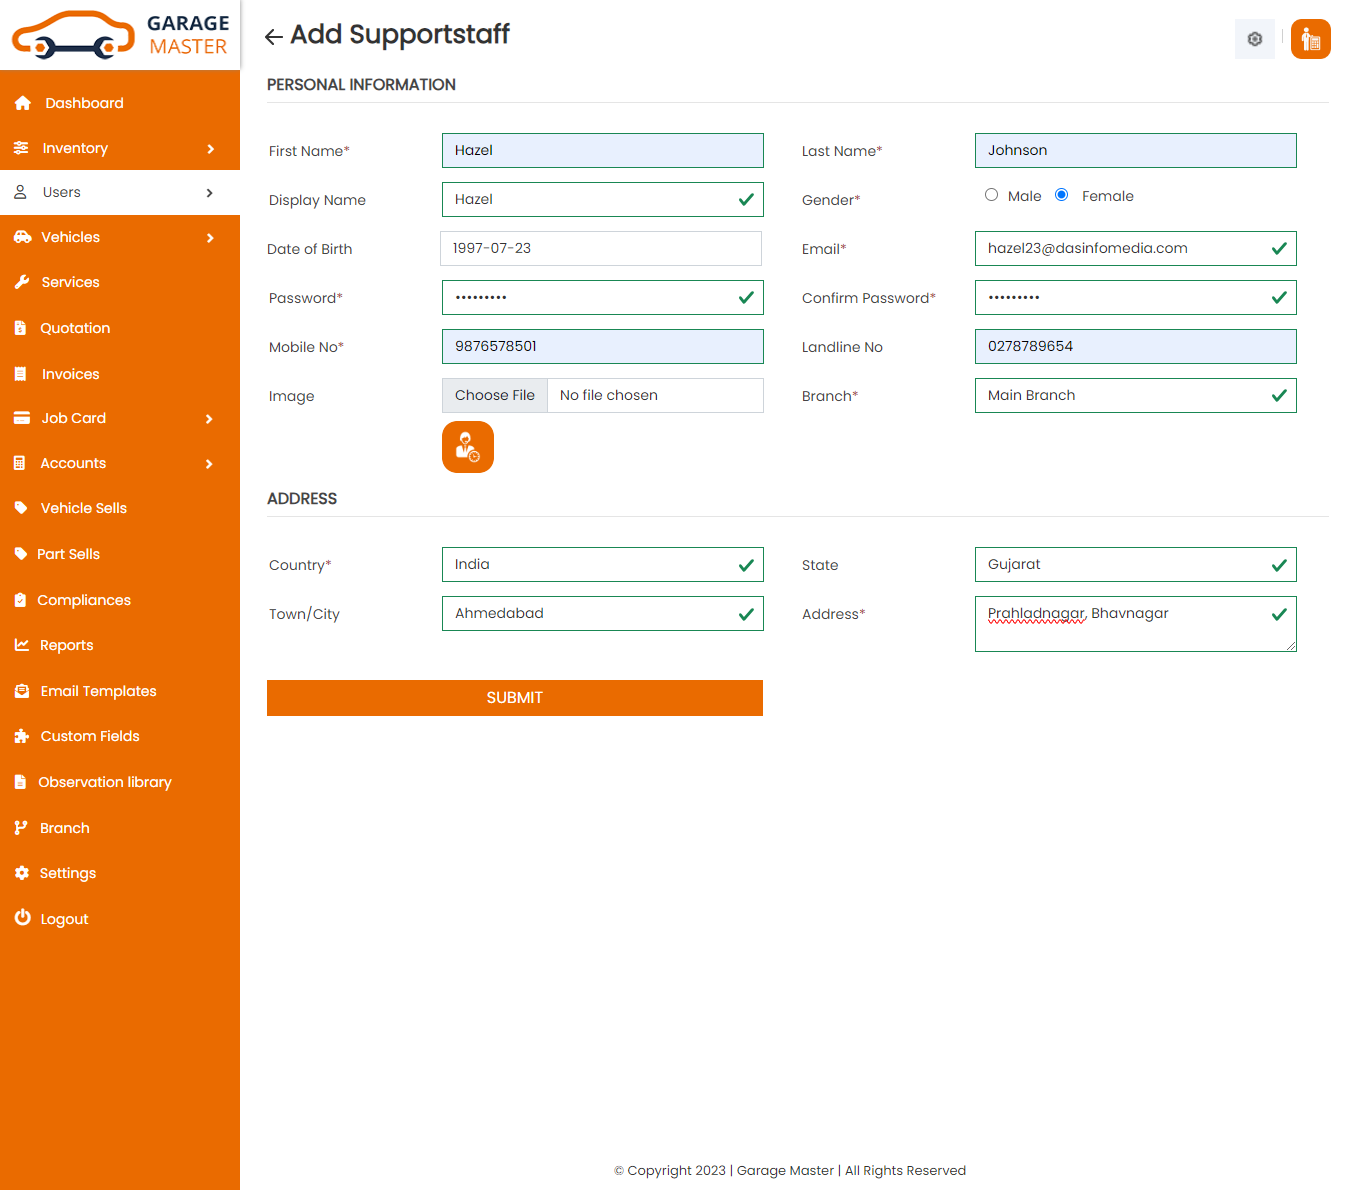 GARAGE
MASTER
Dashboard
Inventory
Users
Vehicles
Services
Quotation
Invoices
Job Card
Accounts
Vehicle Sells
Part Sells
Compliances
Reports
Email Templates
Custom Fields
Observation library
Branch
Settings
Logout
Add Supportstaff
PERSONAL INFORMATION
First Name* Hazel Last Name* Johnson
Display Name Hazel Gender* Male Female
Date of Birth 1997-07-23 Email* hazel23@dasinfomedia.com
Password* ••••••••• Confirm Password* •••••••••
Mobile No* 9876578501 Landline No 0278789654
Image Choose File No file chosen Branch* Main Branch
ADDRESS
Country* India State Gujarat
Town/City Ahmedabad Address* Prahladnagar, Bhavnagar
SUBMIT
© Copyright 2023 | Garage Master | All Rights Reserved